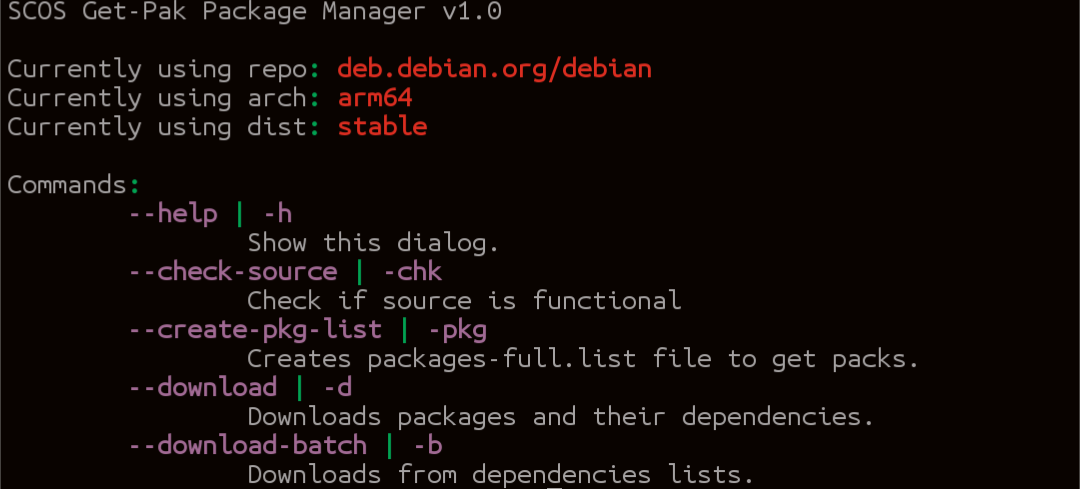 SCOS Get-Pak Package Manager v1.0
Currently using repo: deb.debian.org/debian
Currently using arch: arm64
Currently using dist: stable
Commands:
--help | -h
Show this dialog.
--check-source | -chk
Check if source is functional
--create-pkg-list | -pkg
Creates packages-full.list file to get packs.
--download | -d
Downloads packages and their dependencies.
--download-batch | -b
Downloads from dependencies lists.